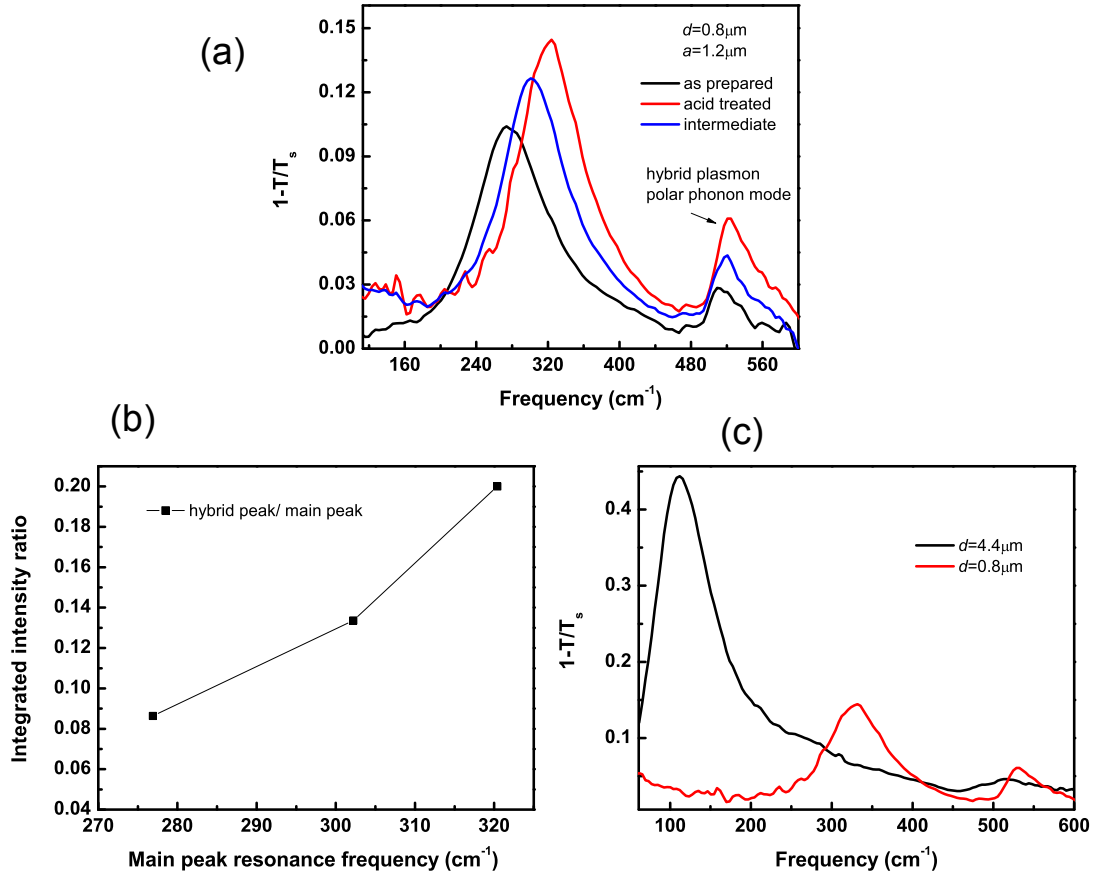 (a)
d=0.8μm
a=1.2μm
as prepared
acid treated
intermediate
hybrid plasmon
polar phonon mode
0.15
0.12
0.09
0.06
0.03
0.00
1-T/Ts
160 240 320 400 480 560
Frequency (cm-1)
(b)
0.20
0.18
0.16
0.14
0.12
0.10
0.08
0.06
0.04
Integrated intensity ratio
hybrid peak/ main peak
270 280 290 300 310 320
Main peak resonance frequency (cm-1)
(c)
0.4
0.3
0.2
0.1
1-T/Ts
d=4.4μm
d=0.8μm
100 200 300 400 500 600
Frequency (cm-1)